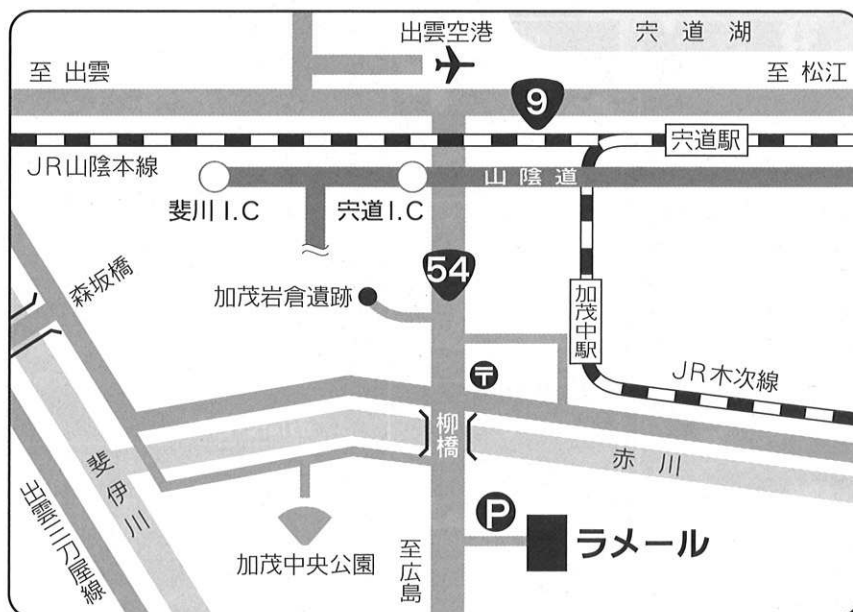 出雲空港
宍道湖
至 出雲
至 松江
9
宍道駅
JR山陰本線
山陰道
斐川 I.C
宍道 I.C
54
森坂橋
加茂岩倉遺跡
加茂中駅
〒
JR木次線
柳橋
赤川
斐伊川
出雲三刀屋線
P
ラメール
加茂中央公園
至広島